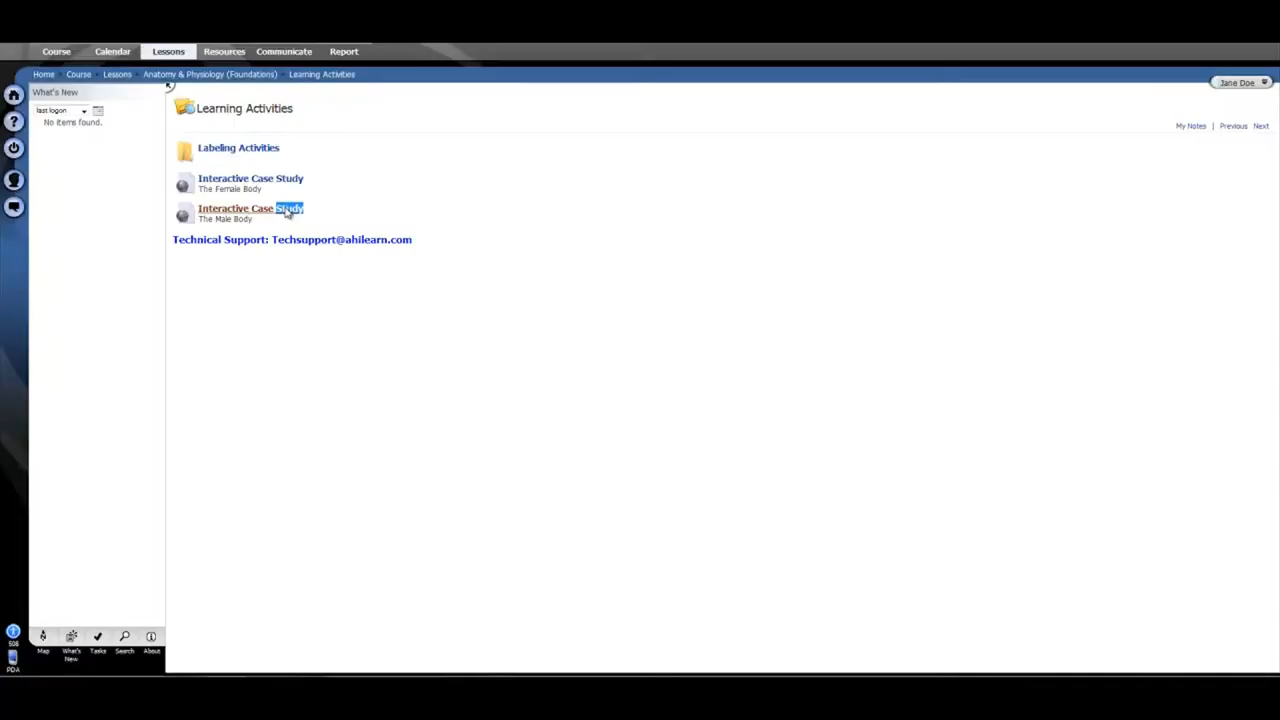 Course Calendar Lessons Resources Communicate Report
Home Course Lessons Anatomy & Physiology (Foundations) Learning Activities
Jane Doe
What's New
last logon
No items found.
Learning Activities
My Notes | Previous Next
Labeling Activities
Interactive Case Study
The Female Body
Interactive Case Study
The Male Body
Technical Support: Techsupport@ahilearn.com
508
PDA
Map What's New Tasks Search About